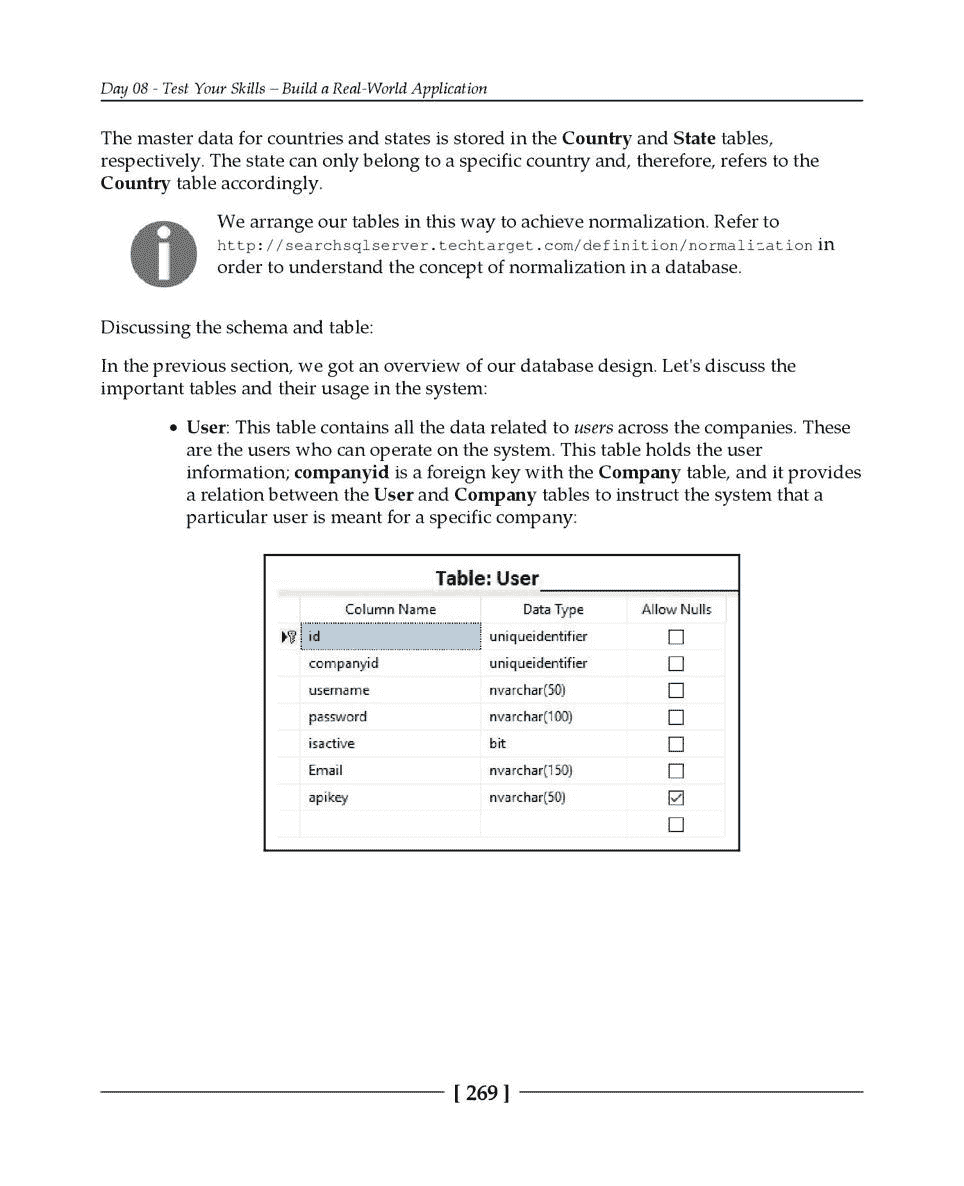 Day 08 - Test Your Skills – Build a Real-World Application
The master data for countries and states is stored in the Country and State tables,
respectively. The state can only belong to a specific country and, therefore, refers to the
Country table accordingly.
We arrange our tables in this way to achieve normalization. Refer to
http://searchsqlserver.techtarget.com/definition/normalization in
order to understand the concept of normalization in a database.
Discussing the schema and table:
In the previous section, we got an overview of our database design. Let's discuss the
important tables and their usage in the system:
• User: This table contains all the data related to users across the companies. These
are the users who can operate on the system. This table holds the user
information; companyid is a foreign key with the Company table, and it provides
a relation between the User and Company tables to instruct the system that a
particular user is meant for a specific company:
Table: User
Column Name Data Type Allow Nulls
id uniqueidentifier
companyid uniqueidentifier
username nvarchar(50)
password nvarchar(100)
isactive bit
Email nvarchar(150)
apikey nvarchar(50)
[ 269 ]